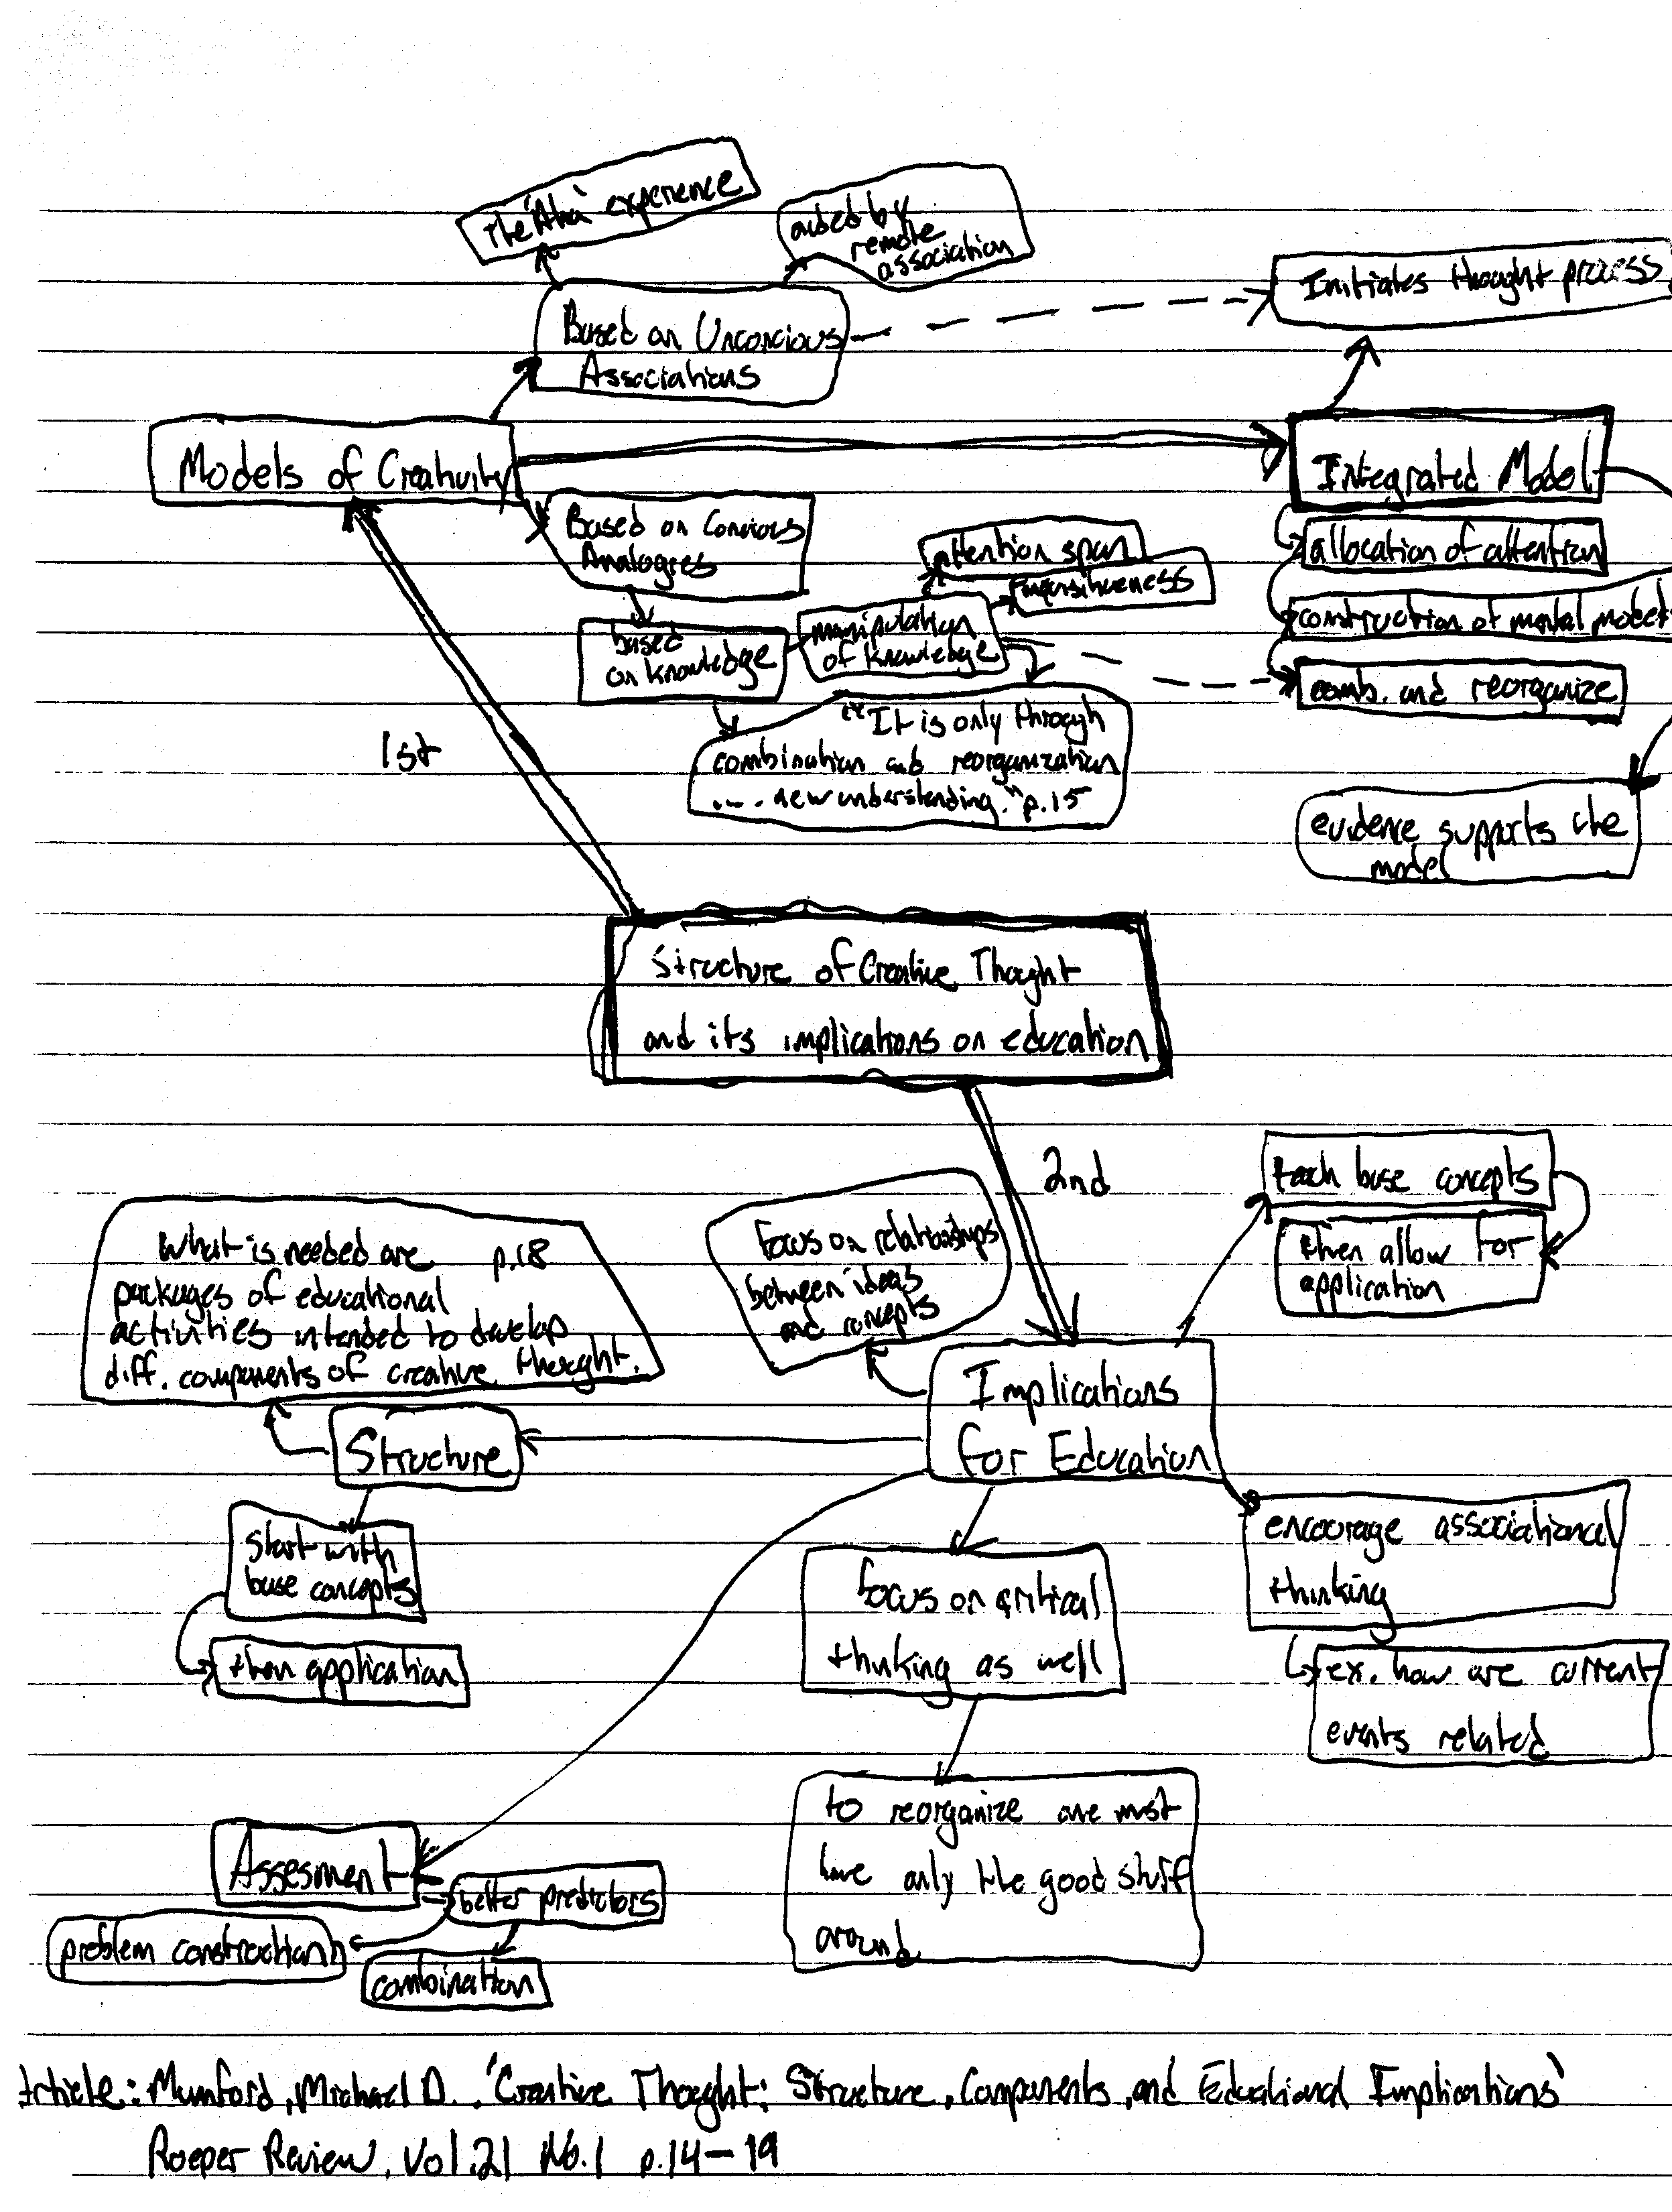 The "Aha" experience
aided by
remote
association
Initiates thought process
Based on Unconcious
Associations
Models of Creativity
Integrated Model
Based on Concious
Analogies
attention span
allocation of attention
inquisitiveness
construction of mental models
manipulation
of knowledge
based
on knowledge
comb. and reorganize
""It is only through
combination and reorganization
.... new understanding." p.15
1st
evidence supports the
model
Structure of Creative Thought
and its implications on education
2nd
teach base concepts
then allow for
application
Focus on relationships
between ideas
and concepts
What is needed are p.18
packages of educational
activities intended to develop
diff. components of creative thought.
Implications
for Education
Structure
Start with
base concepts
then application
encourage associational
thinking
focus on critical
thinking as well
ex. how are current
events related
to reorganize one must
have only the good stuff
around
Assesment
better predictors
problem construction
combination
Article: Mumford, Michael D. "Creative Thought: Structure, Components, and Educational Implications"
Roeper Review, Vol.21 No.1 p.14-19